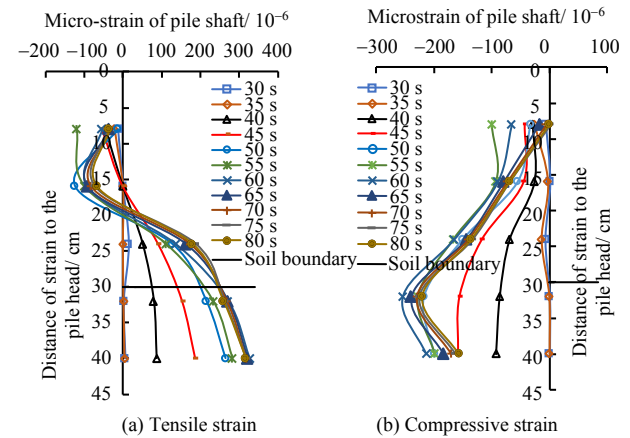 Micro-strain of pile shaft/ 10⁻⁶
−200 −100 0 100 200 300 400
0
5
10
15
20
25
30
35
40
45
Distance of strain to the
pile head/ cm
30 s
35 s
40 s
45 s
50 s
55 s
60 s
65 s
70 s
75 s
80 s
Soil boundary
(a) Tensile strain
Microstrain of pile shaft/ 10⁻⁶
−300 −200 −100 0 100
0
5
10
15
20
25
30
35
40
45
Distance of strain to the
pile head/ cm
30 s
35 s
40 s
45 s
50 s
55 s
60 s
65 s
70 s
75 s
80 s
Soil boundary
(b) Compressive strain